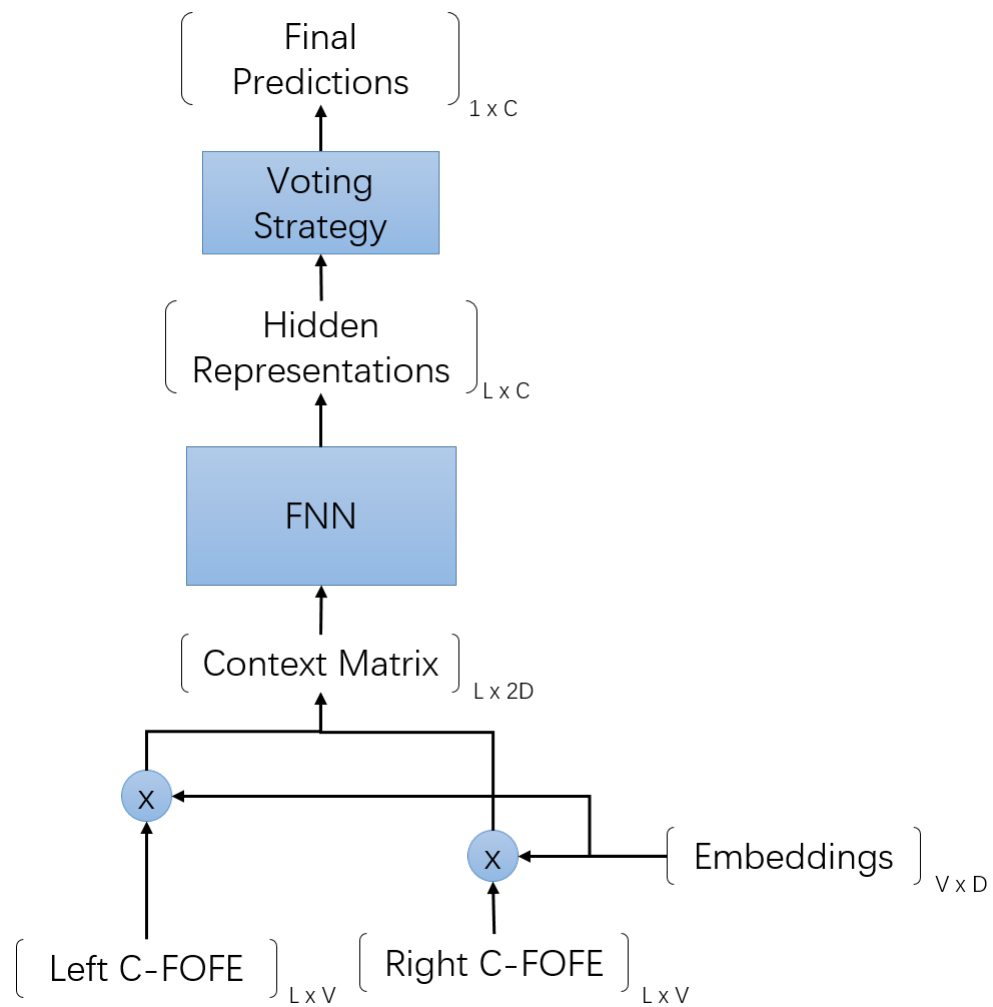 Final
Predictions
1 x C
Voting
Strategy
Hidden
Representations
L x C
FNN
Context Matrix
L x 2D
x
x
Embeddings
V x D
Left C-FOFE
L x V
Right C-FOFE
L x V